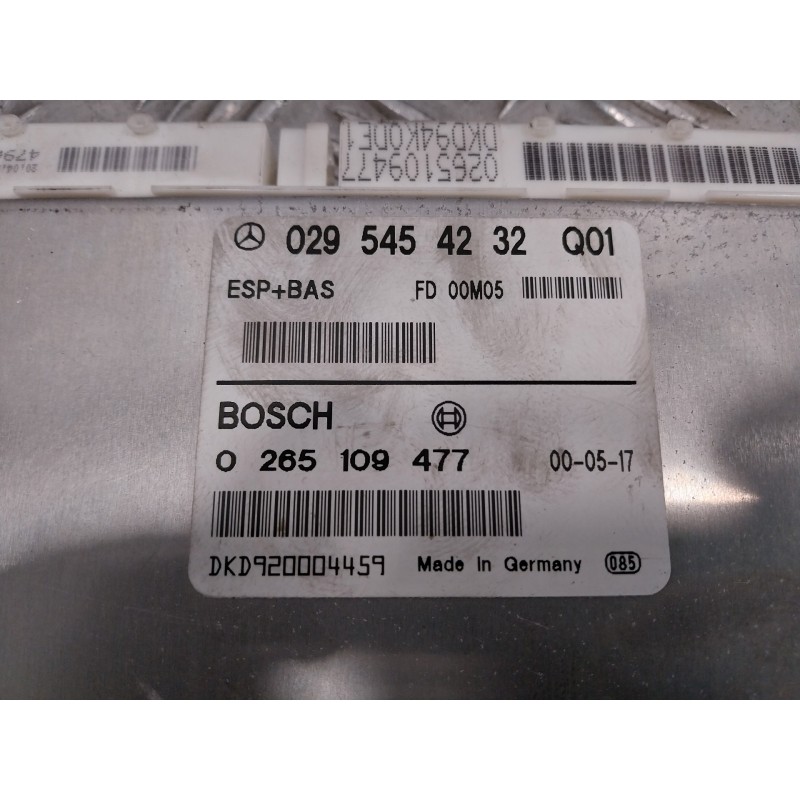 0265109477
DKD94K0DE1
029 545 42 32 Q01
ESP+BAS FD 00M05
BOSCH
0 265 109 477 00-05-17
DKD920004459 Made In Germany 085